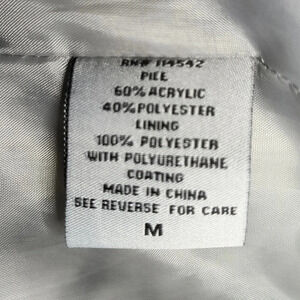 RN# 114542
PILE
60% ACRYLIC
40% POLYESTER
LINING
100% POLYESTER
WITH POLYURETHANE
COATING
MADE IN CHINA
SEE REVERSE FOR CARE
M